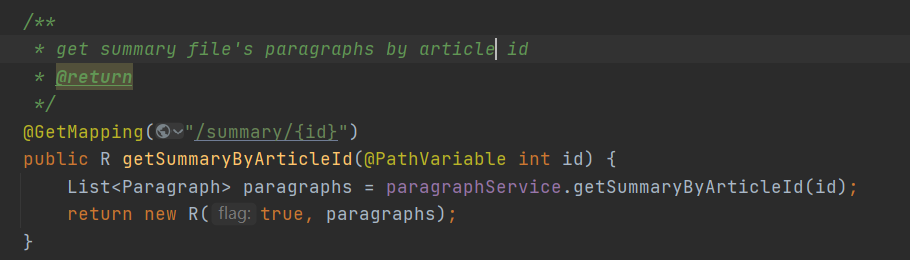 /**
 * get summary file's paragraphs by article id
 * @return
 */
@GetMapping("/summary/{id}")
public R getSummaryByArticleId(@PathVariable int id) {
    List<Paragraph> paragraphs = paragraphService.getSummaryByArticleId(id);
    return new R( flag: true, paragraphs);
}